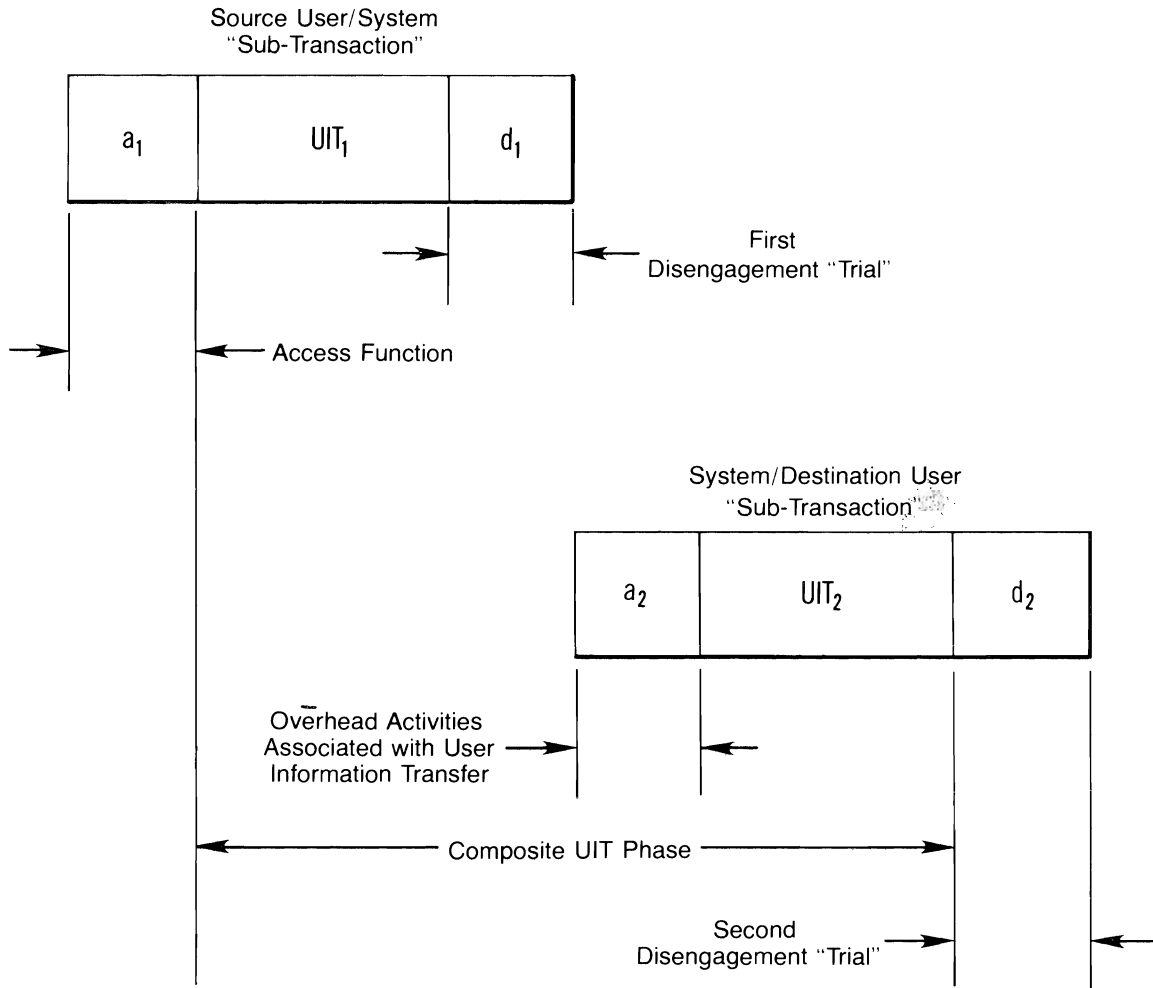 Source User/System
“Sub-Transaction”
a₁ UIT₁ d₁
First
Disengagement “Trial”
Access Function
System/Destination User
“Sub-Transaction”
a₂ UIT₂ d₂
Overhead Activities
Associated with User
Information Transfer
Composite UIT Phase
Second
Disengagement “Trial”